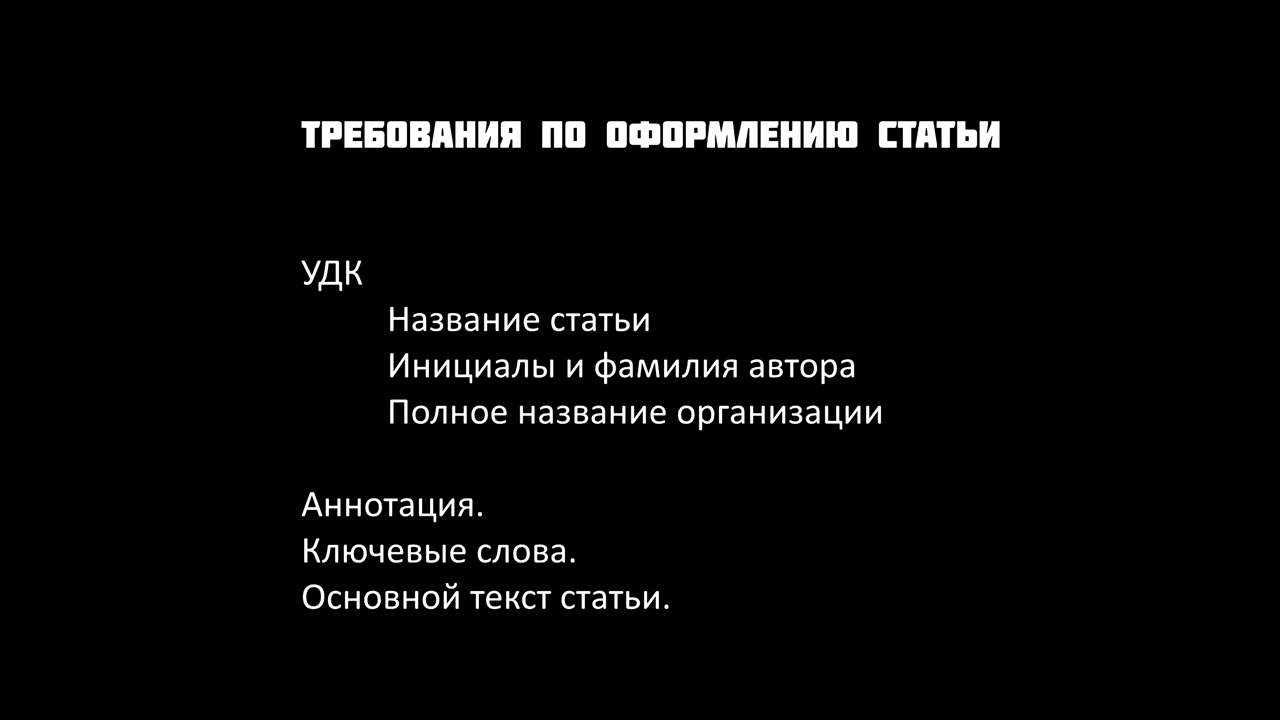 ТРЕБОВАНИЯ ПО ОФОРМЛЕНИЮ СТАТЬИ
УДК
Название статьи
Инициалы и фамилия автора
Полное название организации
Аннотация.
Ключевые слова.
Основной текст статьи.